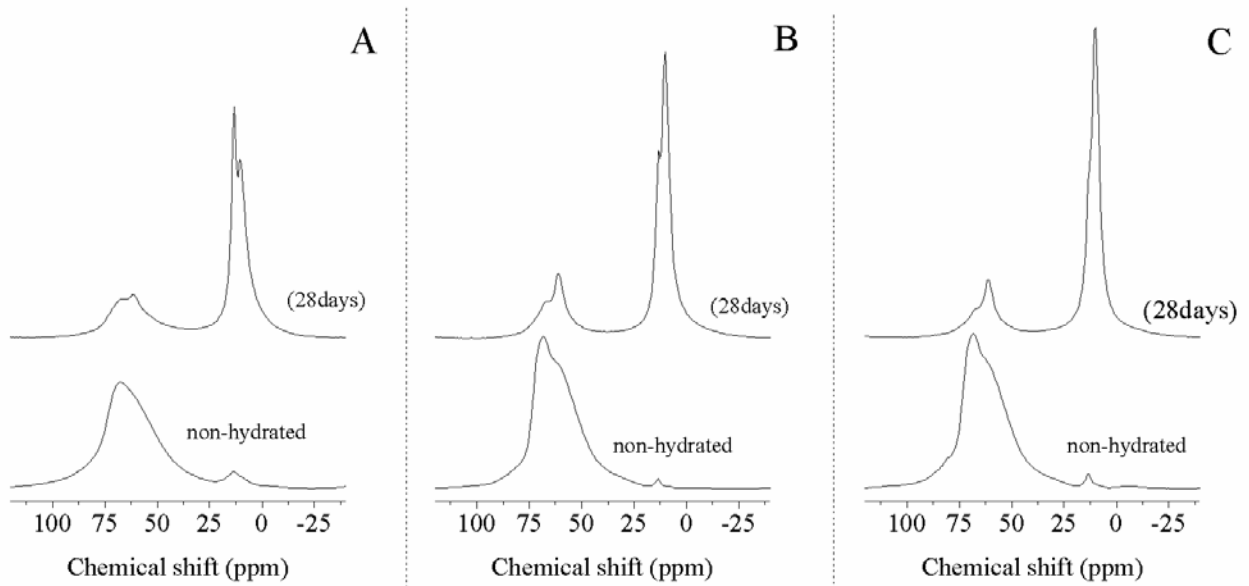 A
(28days)
non-hydrated
100 75 50 25 0 -25
Chemical shift (ppm)
B
(28days)
non-hydrated
100 75 50 25 0 -25
Chemical shift (ppm)
C
(28days)
non-hydrated
100 75 50 25 0 -25
Chemical shift (ppm)